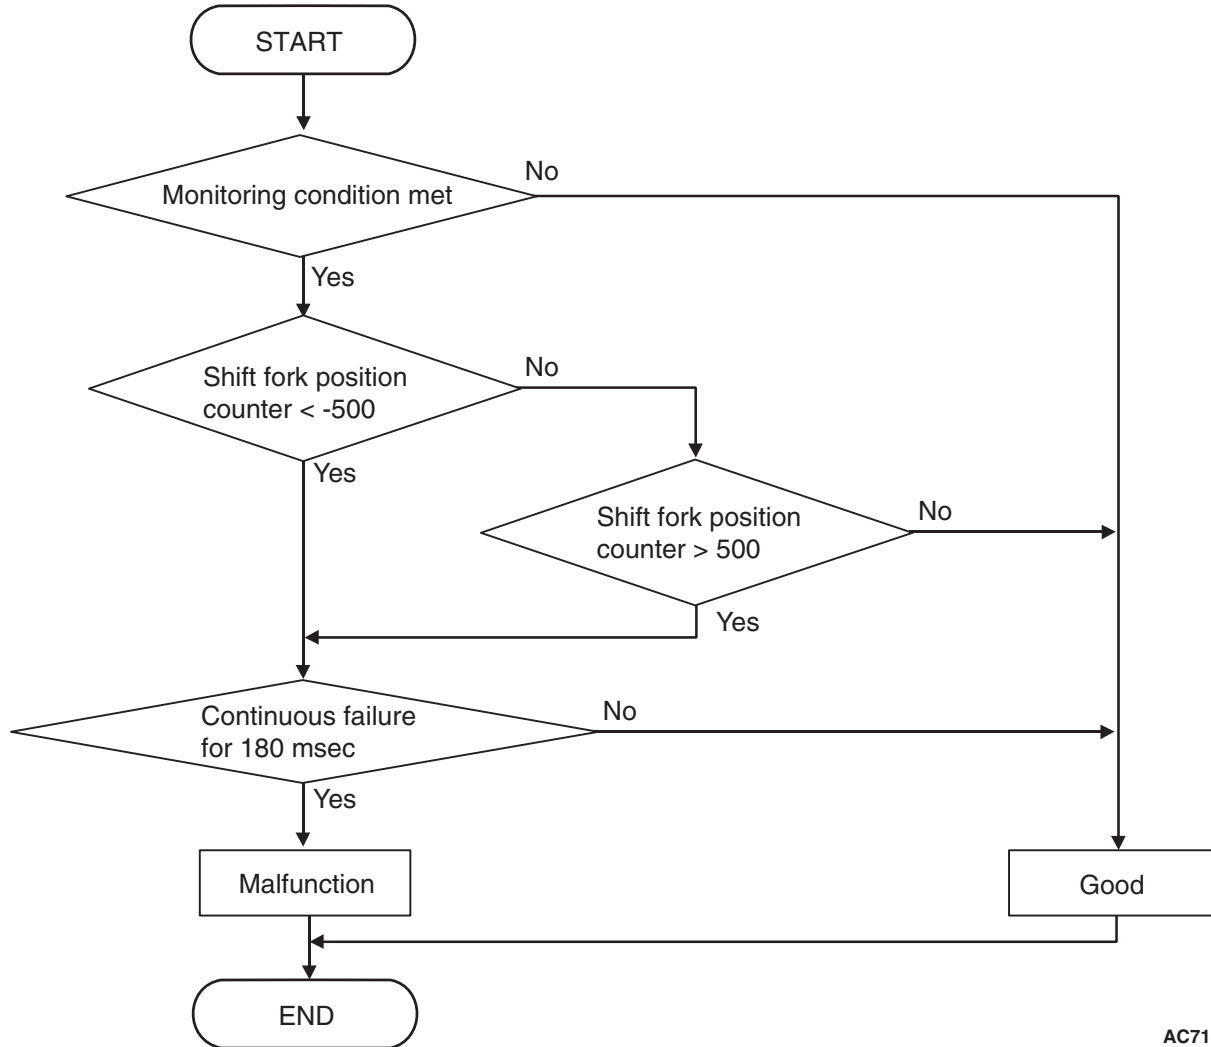 START
Monitoring condition met
No
Yes
Shift fork position
counter < -500
No
Yes
Shift fork position
counter > 500
No
Yes
Continuous failure
for 180 msec
No
Yes
Malfunction
Good
END
AC71